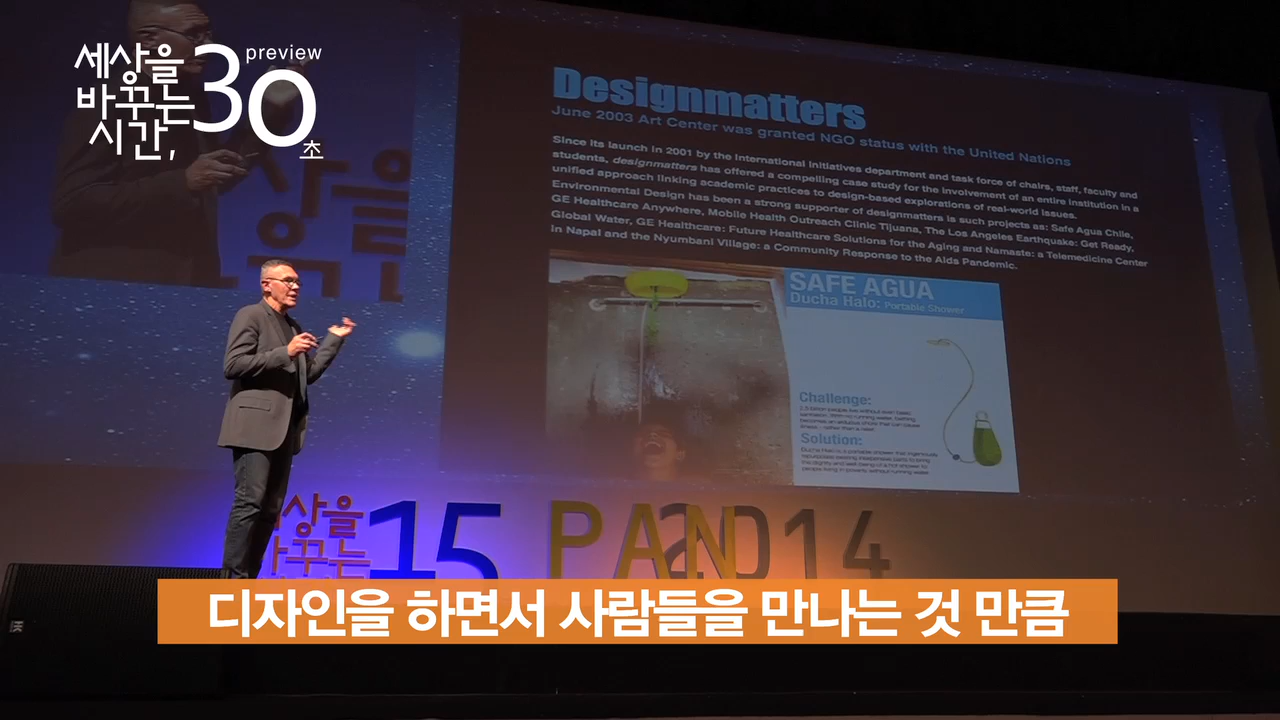 세상을
바꾸는
시간,
30초
preview
Designmatters
June 2003 Art Center was granted NGO status with the United Nations
Since its launch in 2001 by the International Initiatives department and task force of chairs, staff, faculty and
students, designmatters has offered a compelling case study for the involvement of an entire institution in a
unified approach linking academic practices to design-based explorations of real-world issues.
Environmental Design has been a strong supporter of designmatters is such projects as: Safe Agua Chile,
GE Healthcare Anywhere, Mobile Health Outreach Clinic Tijuana, The Los Angeles Earthquake: Get Ready,
Global Water, GE Healthcare: Future Healthcare Solutions for the Aging and Namaste: a Telemedicine Center
in Napal and the Nyumbani Village: a Community Response to the Aids Pandemic.
SAFE AGUA
Ducha Halo: Portable Shower
Challenge:
Solution:
상을
세상을
바꾸는
15
PAN
2014
디자인을 하면서 사람들을 만나는 것 만큼